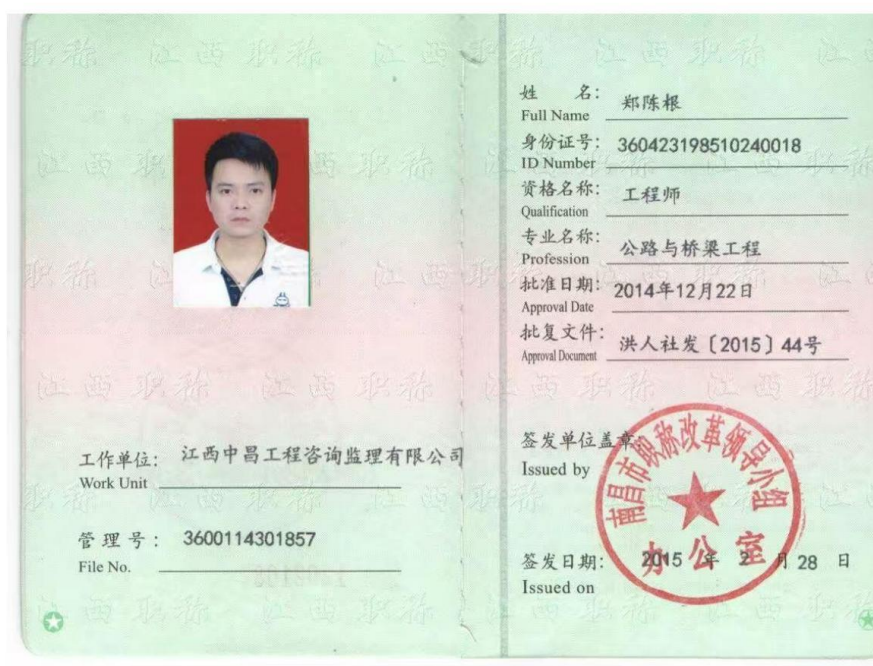 工作单位： 江西中昌工程咨询监理有限公司
Work Unit
管 理 号： 3600114301857
File No.
姓 名： 郑陈根
Full Name
身份证号： 360423198510240018
ID Number
资格名称： 工程师
Qualification
专业名称： 公路与桥梁工程
Profession
批准日期： 2014年12月22日
Approval Date
批复文件： 洪人社发〔2015〕44号
Approval Document
签发单位盖章：
Issued by
南昌市职称改革领导小组
办公室
签发日期： 2015 年 2 月 28 日
Issued on
江西职称